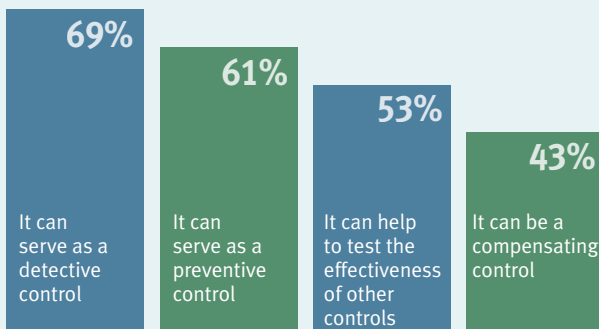 69%
It can
serve as a
detective
control
61%
It can
serve as a
preventive
control
53%
It can help
to test the
effectiveness
of other
controls
43%
It can be a
compensating
control